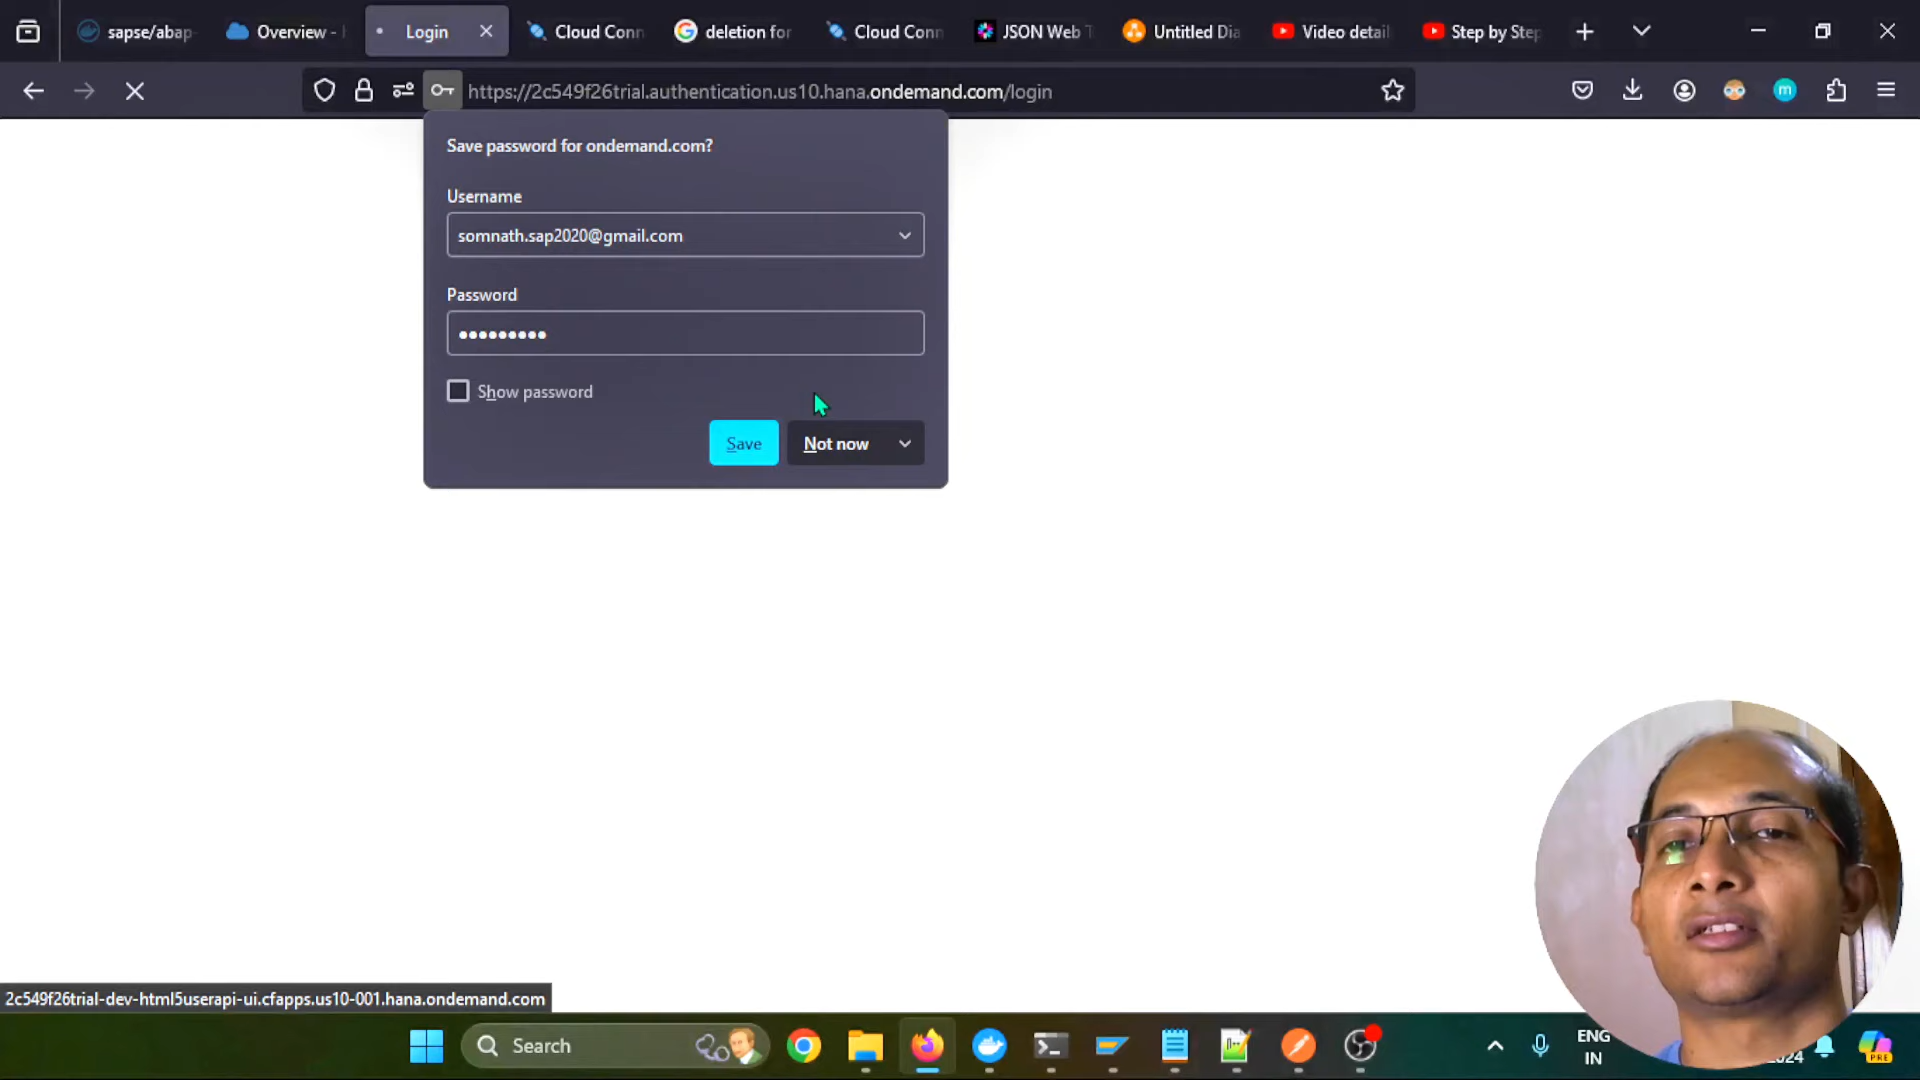 sapse/abap-
Overview -
Login
Cloud Conn
deletion for
Cloud Conn
JSON Web T
Untitled Dia
Video detail
Step by Step
https://2c549f26trial.authentication.us10.hana.ondemand.com/login
Save password for ondemand.com?
Username
somnath.sap2020@gmail.com
Password
Show password
Save
Not now
2c549f26trial-dev-html5userapi-ui.cfapps.us10-001.hana.ondemand.com
Search
ENG
IN
2024
PRE